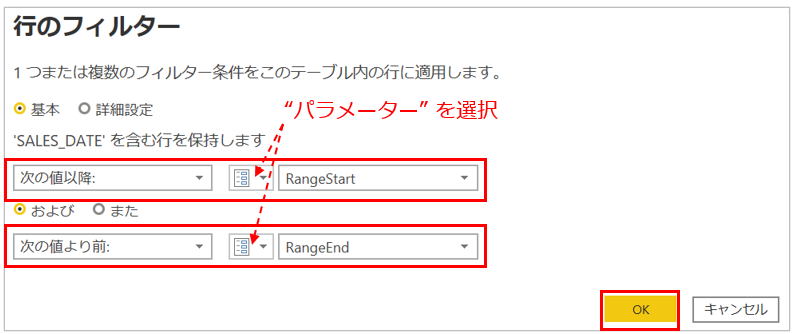 行のフィルター
1 つまたは複数のフィルター条件をこのテーブル内の行に適用します。
基本 詳細設定
“パラメーター” を選択
'SALES_DATE' を含む行を保持します
次の値以降: RangeStart
および また
次の値より前: RangeEnd
OK キャンセル